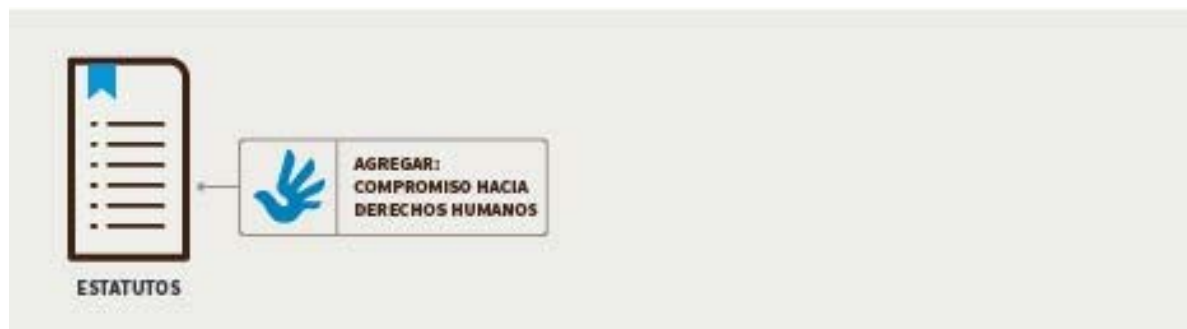 AGREGAR:
COMPROMISO HACIA
DERECHOS HUMANOS
ESTATUTOS